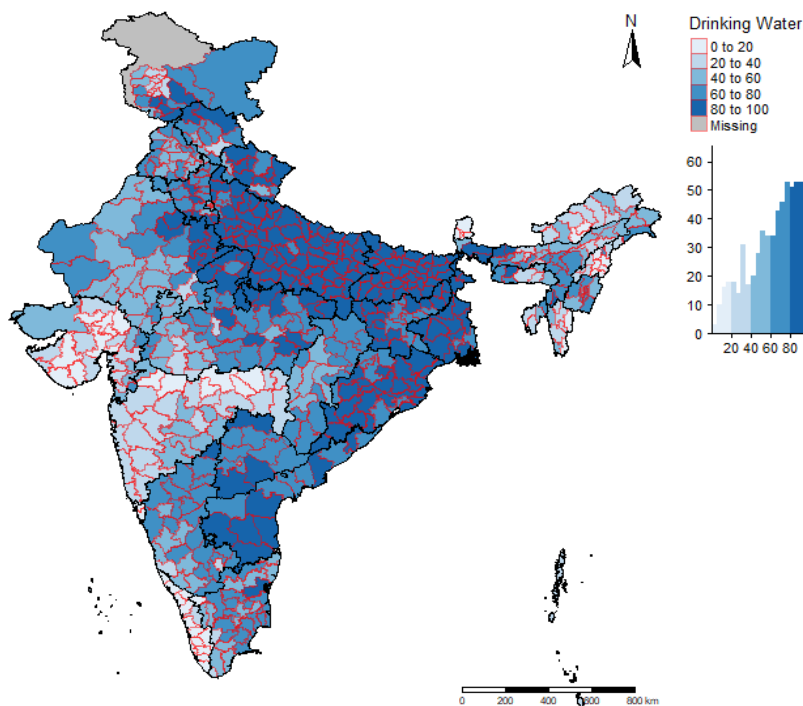 N
Drinking Water
0 to 20
20 to 40
40 to 60
60 to 80
80 to 100
Missing
60
50
40
30
20
10
0
20 40 60 80
0 200 400 600 800 km